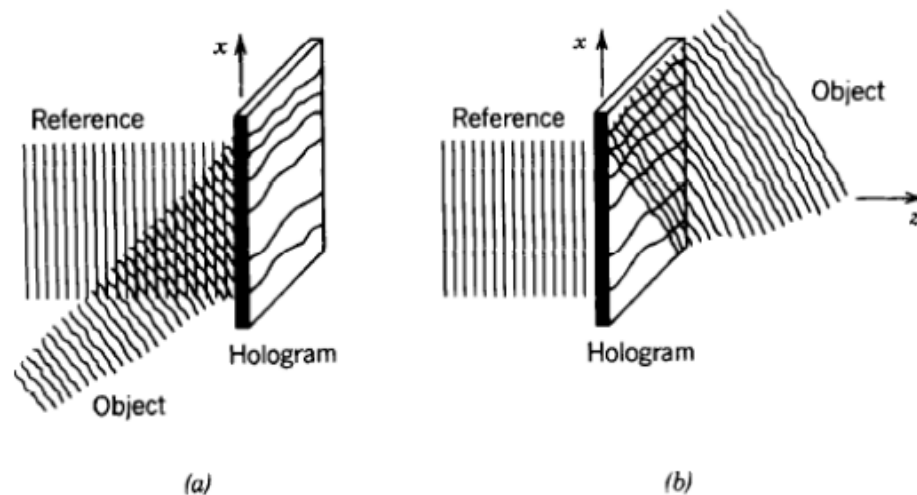 x
Reference
Hologram
Object
(a)
x
Reference
Object
z
Hologram
(b)